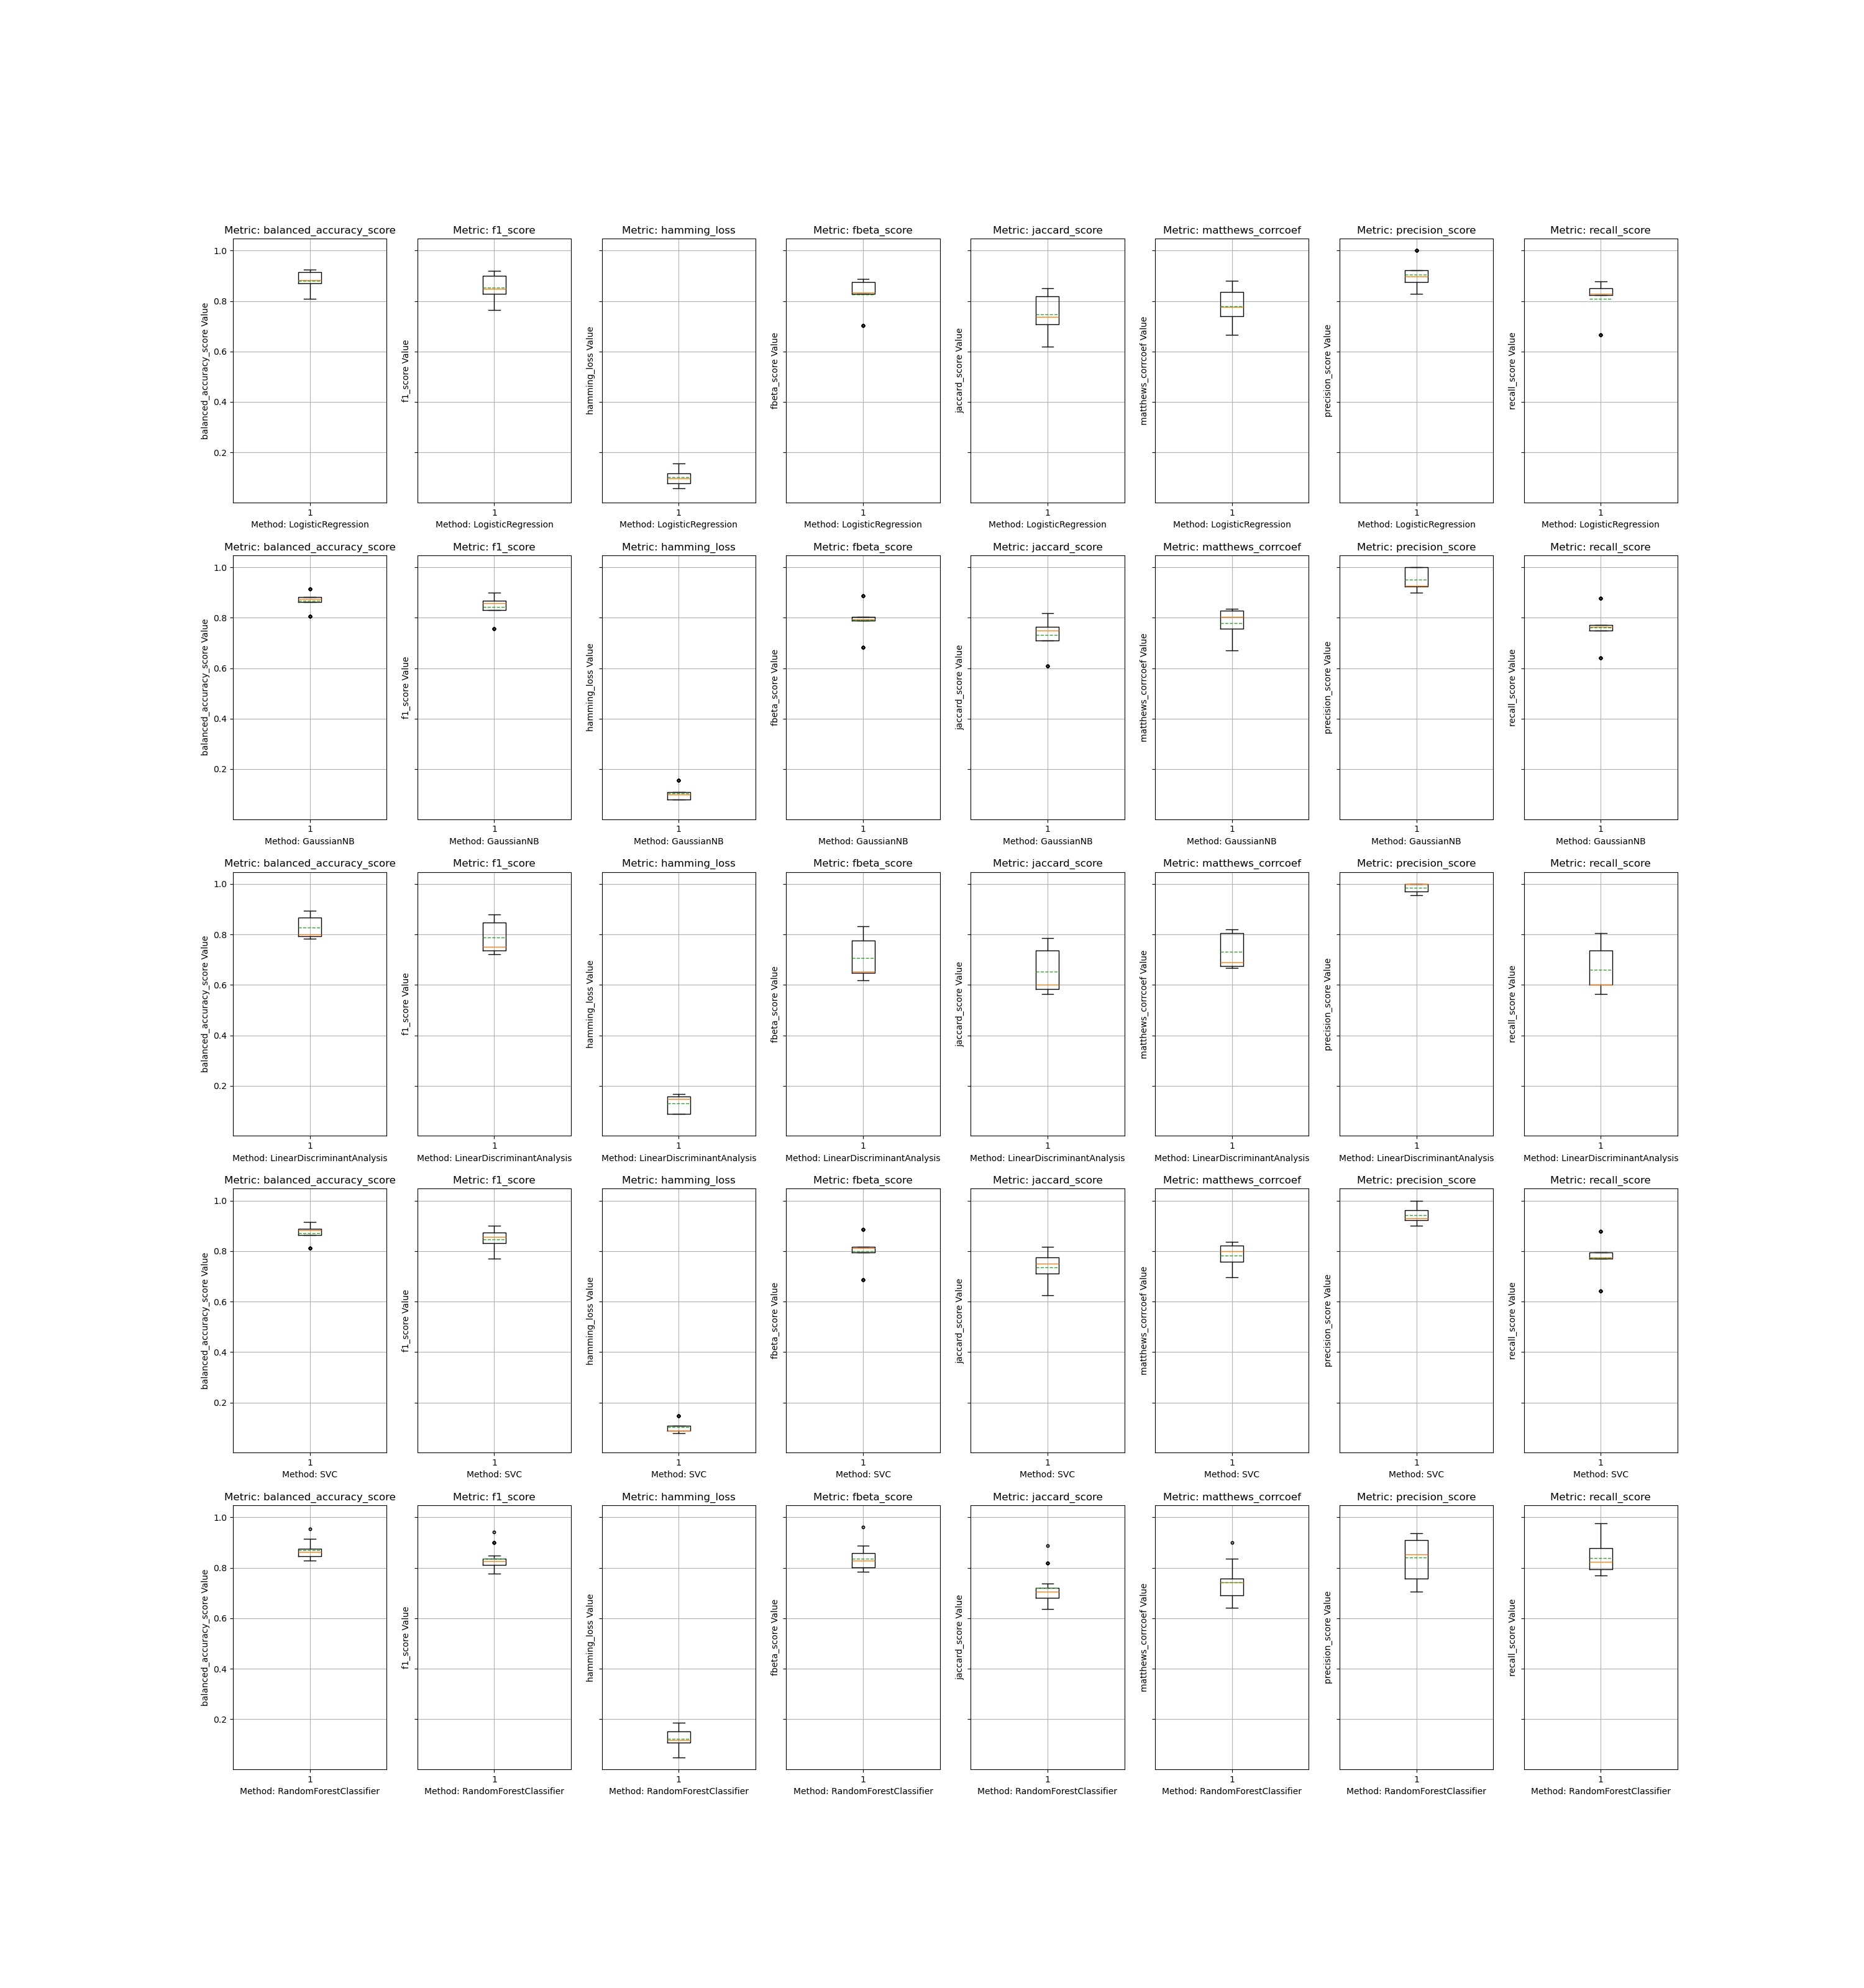 Metric: balanced_accuracy_score Metric: f1_score Metric: hamming_loss Metric: fbeta_score Metric: jaccard_score Metric: matthews_corrcoef Metric: precision_score Metric: recall_score
1.0
0.8
0.6
0.4
0.2
balanced_accuracy_score Value
f1_score Value
hamming_loss Value
fbeta_score Value
jaccard_score Value
matthews_corrcoef Value
precision_score Value
recall_score Value
1 1 1 1 1 1 1 1
Method: LogisticRegression Method: LogisticRegression Method: LogisticRegression Method: LogisticRegression Method: LogisticRegression Method: LogisticRegression Method: LogisticRegression Method: LogisticRegression
Metric: balanced_accuracy_score Metric: f1_score Metric: hamming_loss Metric: fbeta_score Metric: jaccard_score Metric: matthews_corrcoef Metric: precision_score Metric: recall_score
1.0
0.8
0.6
0.4
0.2
balanced_accuracy_score Value
f1_score Value
hamming_loss Value
fbeta_score Value
jaccard_score Value
matthews_corrcoef Value
precision_score Value
recall_score Value
1 1 1 1 1 1 1 1
Method: GaussianNB Method: GaussianNB Method: GaussianNB Method: GaussianNB Method: GaussianNB Method: GaussianNB Method: GaussianNB Method: GaussianNB
Metric: balanced_accuracy_score Metric: f1_score Metric: hamming_loss Metric: fbeta_score Metric: jaccard_score Metric: matthews_corrcoef Metric: precision_score Metric: recall_score
1.0
0.8
0.6
0.4
0.2
balanced_accuracy_score Value
f1_score Value
hamming_loss Value
fbeta_score Value
jaccard_score Value
matthews_corrcoef Value
precision_score Value
recall_score Value
1 1 1 1 1 1 1 1
Method: LinearDiscriminantAnalysis Method: LinearDiscriminantAnalysis Method: LinearDiscriminantAnalysis Method: LinearDiscriminantAnalysis Method: LinearDiscriminantAnalysis Method: LinearDiscriminantAnalysis Method: LinearDiscriminantAnalysis Method: LinearDiscriminantAnalysis
Metric: balanced_accuracy_score Metric: f1_score Metric: hamming_loss Metric: fbeta_score Metric: jaccard_score Metric: matthews_corrcoef Metric: precision_score Metric: recall_score
1.0
0.8
0.6
0.4
0.2
balanced_accuracy_score Value
f1_score Value
hamming_loss Value
fbeta_score Value
jaccard_score Value
matthews_corrcoef Value
precision_score Value
recall_score Value
1 1 1 1 1 1 1 1
Method: SVC Method: SVC Method: SVC Method: SVC Method: SVC Method: SVC Method: SVC Method: SVC
Metric: balanced_accuracy_score Metric: f1_score Metric: hamming_loss Metric: fbeta_score Metric: jaccard_score Metric: matthews_corrcoef Metric: precision_score Metric: recall_score
1.0
0.8
0.6
0.4
0.2
balanced_accuracy_score Value
f1_score Value
hamming_loss Value
fbeta_score Value
jaccard_score Value
matthews_corrcoef Value
precision_score Value
recall_score Value
1 1 1 1 1 1 1 1
Method: RandomForestClassifier Method: RandomForestClassifier Method: RandomForestClassifier Method: RandomForestClassifier Method: RandomForestClassifier Method: RandomForestClassifier Method: RandomForestClassifier Method: RandomForestClassifier